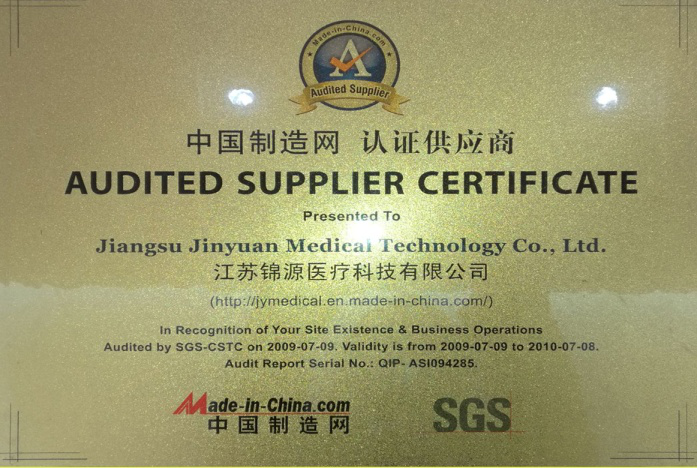 Made-in-China.com
A
Audited Supplier
中国制造网 认证供应商
AUDITED SUPPLIER CERTIFICATE
Presented To
Jiangsu Jinyuan Medical Technology Co., Ltd.
江苏锦源医疗科技有限公司
(http://jymedical.en.made-in-china.com/)
In Recognition of Your Site Existence & Business Operations
Audited by SGS-CSTC on 2009-07-09. Validity is from 2009-07-09 to 2010-07-08.
Audit Report Serial No.: QIP- ASI094285.
Made-in-China.com
中国制造网
SGS